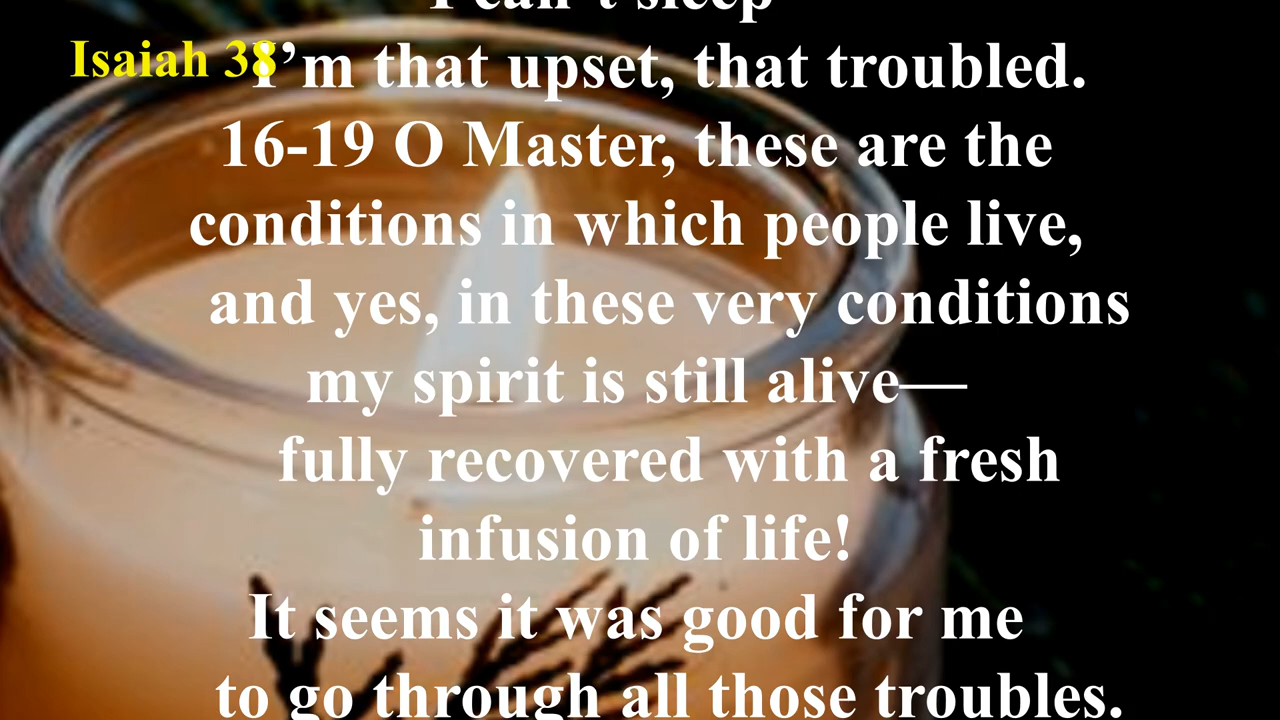 I can't sleep
Isaiah 38
I’m that upset, that troubled.
16-19 O Master, these are the
conditions in which people live,
and yes, in these very conditions
my spirit is still alive—
fully recovered with a fresh
infusion of life!
It seems it was good for me
to go through all those troubles.